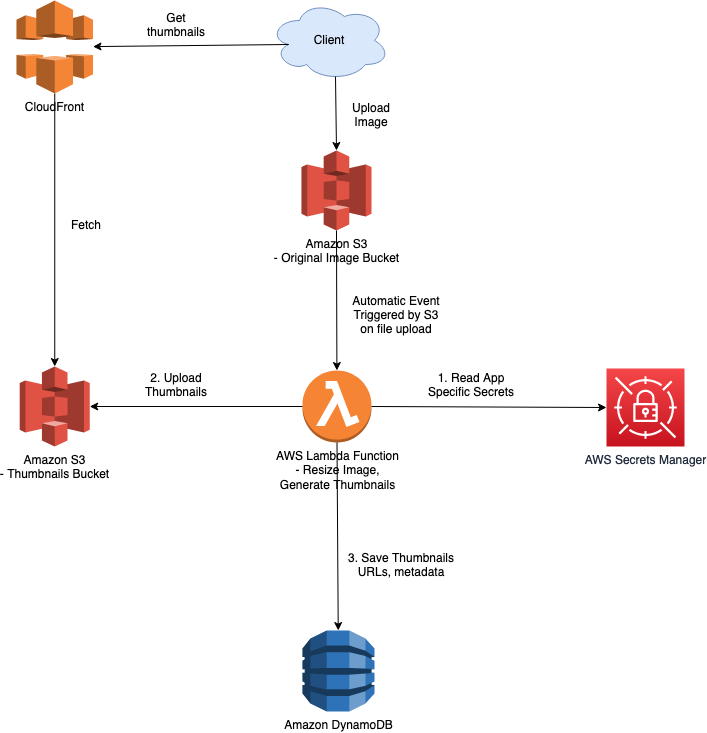 Get
thumbnails
Client
CloudFront
Upload
Image
Fetch
Amazon S3
- Original Image Bucket
Automatic Event
Triggered by S3
on file upload
2. Upload
Thumbnails
1. Read App
Specific Secrets
Amazon S3
- Thumbnails Bucket
AWS Lambda Function
- Resize Image,
Generate Thumbnails
AWS Secrets Manager
3. Save Thumbnails
URLs, metadata
Amazon DynamoDB